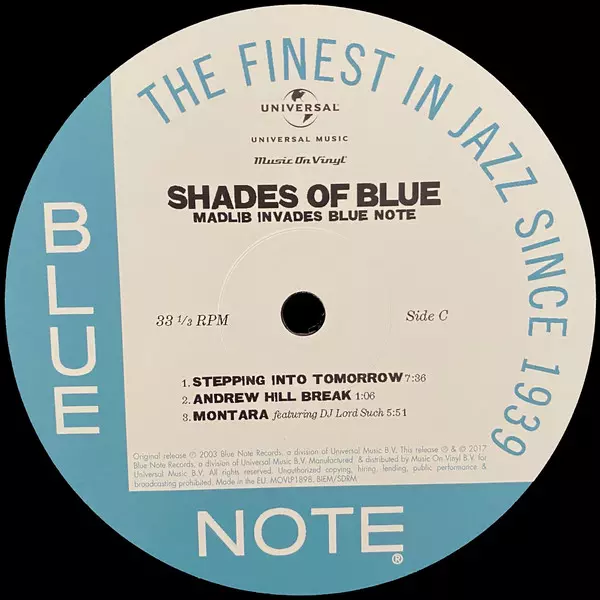 THE FINEST IN JAZZ SINCE 1939
UNIVERSAL
UNIVERSAL MUSIC
Music On Vinyl
SHADES OF BLUE
MADLIB INVADES BLUE NOTE
BLUE
33 1/3 RPM
Side C
1. STEPPING INTO TOMORROW 7:36
2. ANDREW HILL BREAK 1:06
3. MONTARA featuring DJ Lord Such 5:51
Original release ℗ 2003 Blue Note Records, a division of Universal Music B.V. This release ℗ & © 2017
Blue Note Records, a division of Universal Music B.V. Manufactured & distributed by Music On Vinyl B.V. for
Universal Music B.V. All rights reserved. Unauthorized copying, hiring, lending, public performance &
broadcasting prohibited. Made in the EU. MOVLP1898. BIEM/SDRM
NOTE®